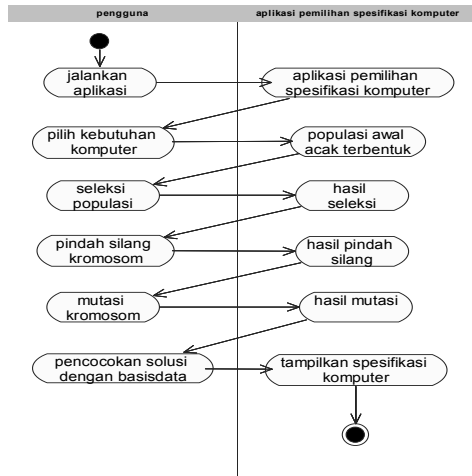 pengguna
aplikasi pemilihan spesifikasi komputer
jalankan
aplikasi
aplikasi pemilihan
spesifikasi komputer
pilih kebutuhan
komputer
populasi awal
acak terbentuk
seleksi
populasi
hasil
seleksi
pindah silang
kromosom
hasil pindah
silang
mutasi
kromosom
hasil mutasi
pencocokan solusi
dengan basisdata
tampilkan spesifikasi
komputer